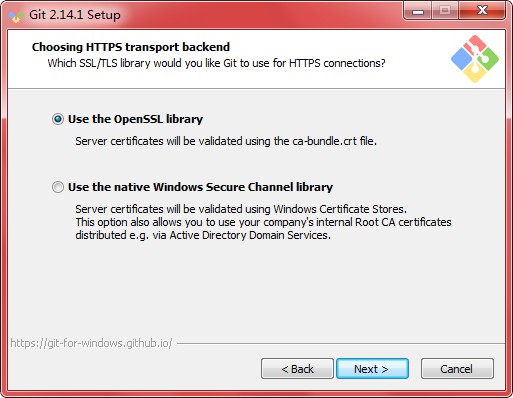 Git 2.14.1 Setup
Choosing HTTPS transport backend
Which SSL/TLS library would you like Git to use for HTTPS connections?
Use the OpenSSL library
Server certificates will be validated using the ca-bundle.crt file.
Use the native Windows Secure Channel library
Server certificates will be validated using Windows Certificate Stores.
This option also allows you to use your company's internal Root CA certificates
distributed e.g. via Active Directory Domain Services.
https://git-for-windows.github.io/
< Back
Next >
Cancel